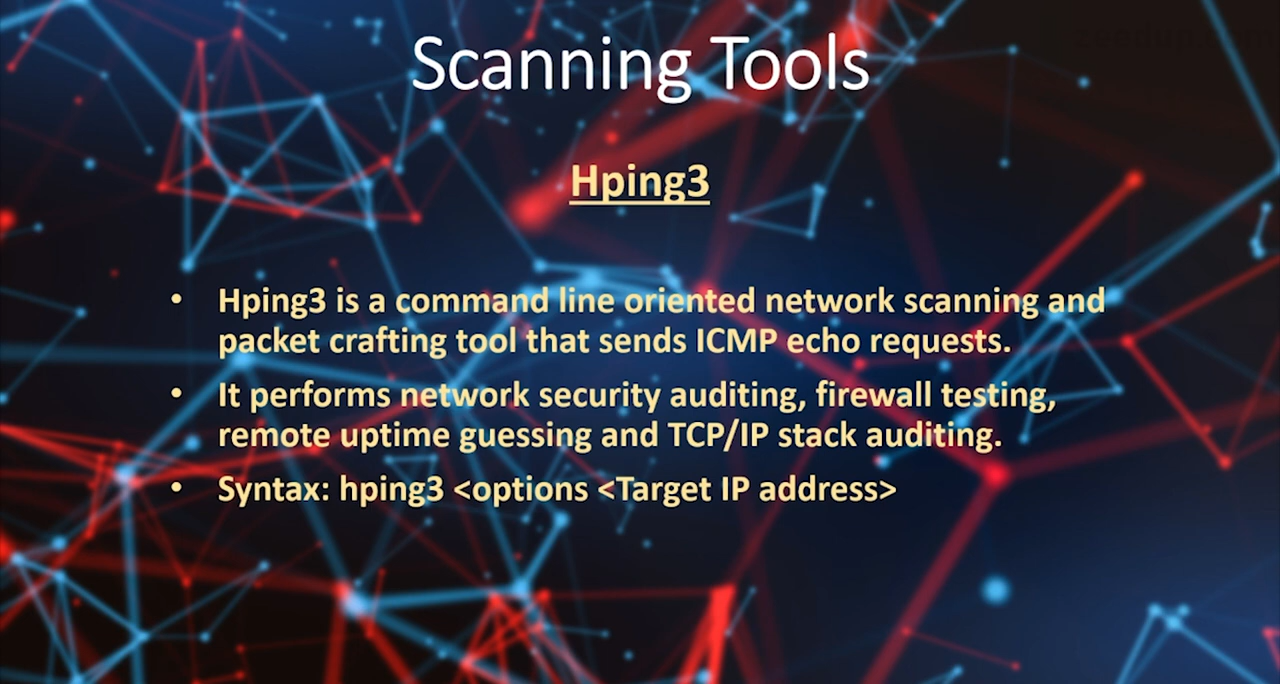 Scanning Tools
Hping3
• Hping3 is a command line oriented network scanning and
packet crafting tool that sends ICMP echo requests.
• It performs network security auditing, firewall testing,
remote uptime guessing and TCP/IP stack auditing.
• Syntax: hping3 <options <Target IP address>